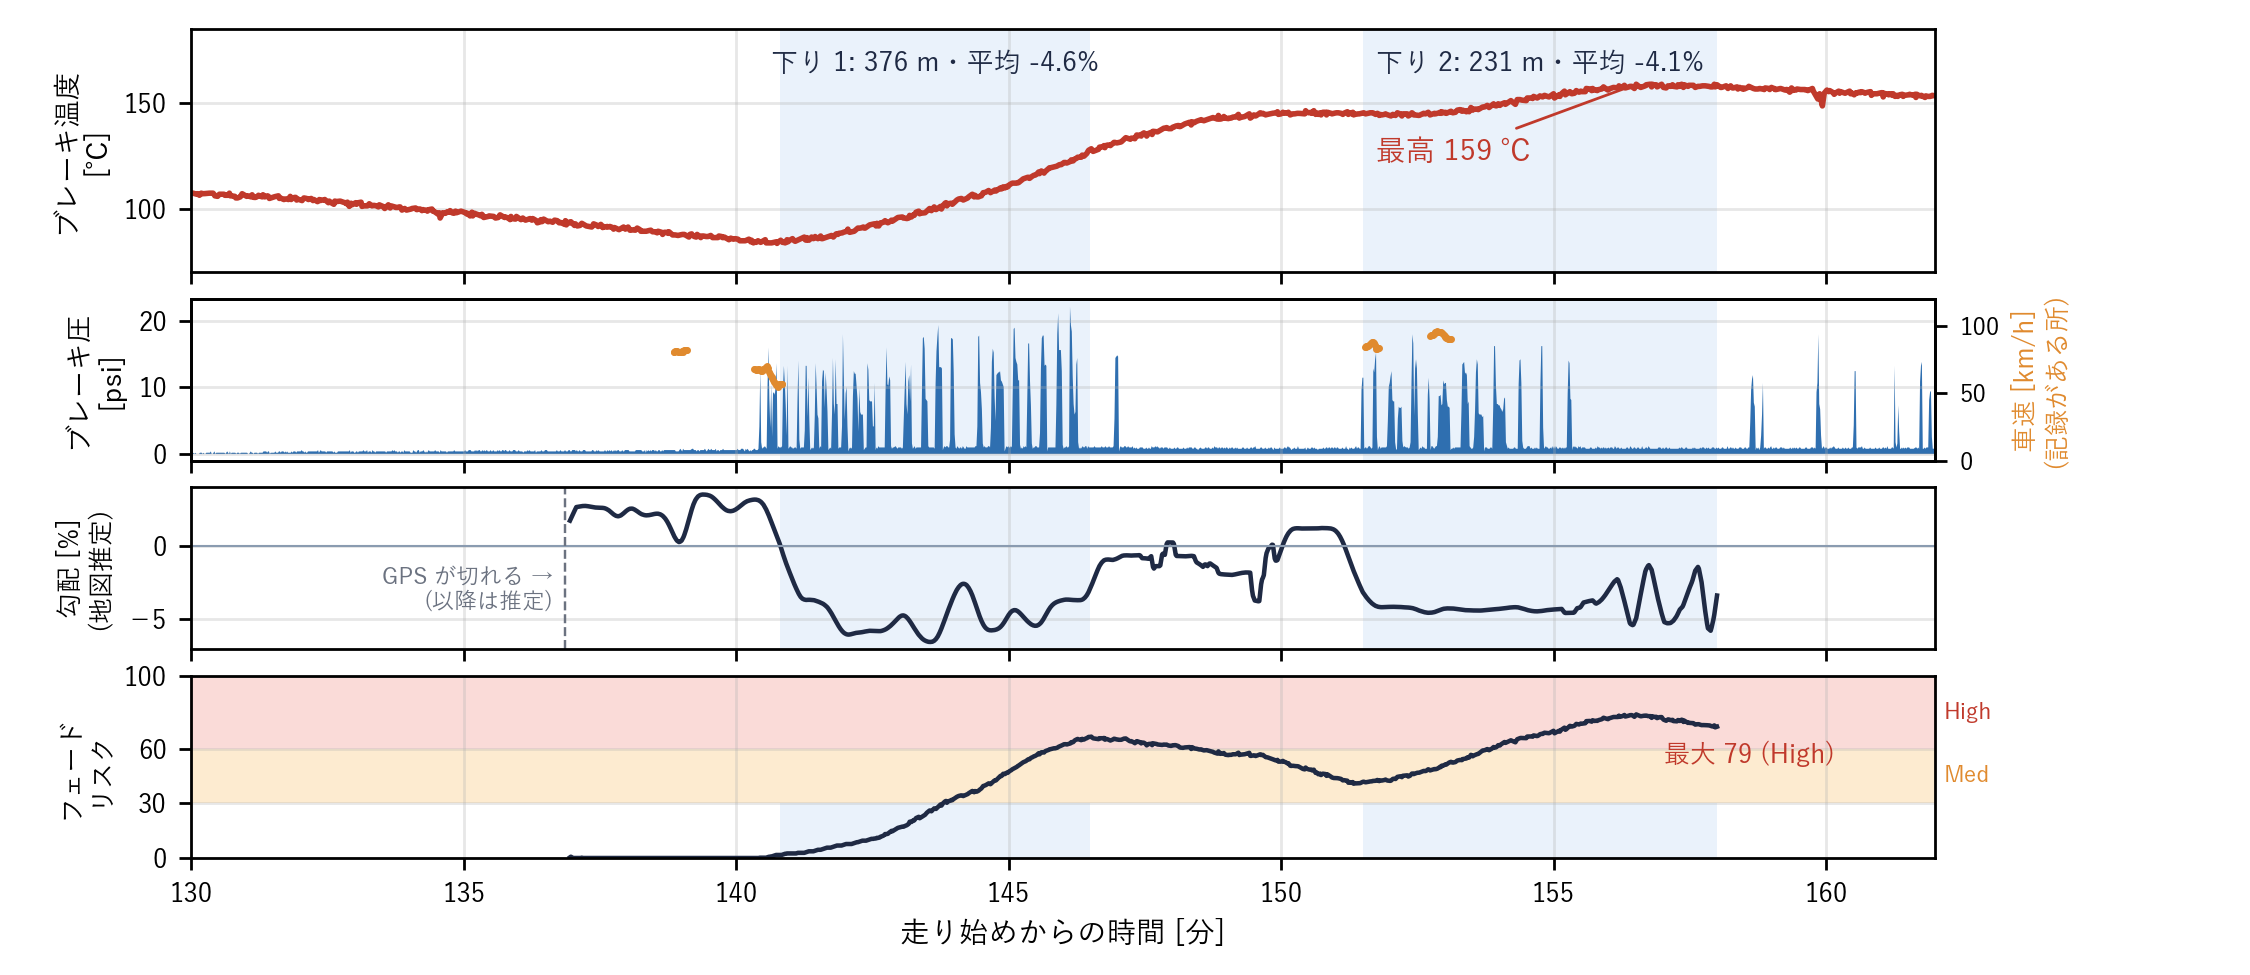 下り 1: 376 m・平均 -4.6%
下り 2: 231 m・平均 -4.1%
ブレーキ温度
[°C]
150
100
最高 159 °C
ブレーキ圧
[psi]
20
10
0
100
50
0
車速 [km/h]
(記録がある所)
勾配 [%]
(地図推定)
0
−5
GPS が切れる →
(以降は推定)
フェード
リスク
100
60
30
0
High
Med
最大 79 (High)
130 135 140 145 150 155 160
走り始めからの時間 [分]